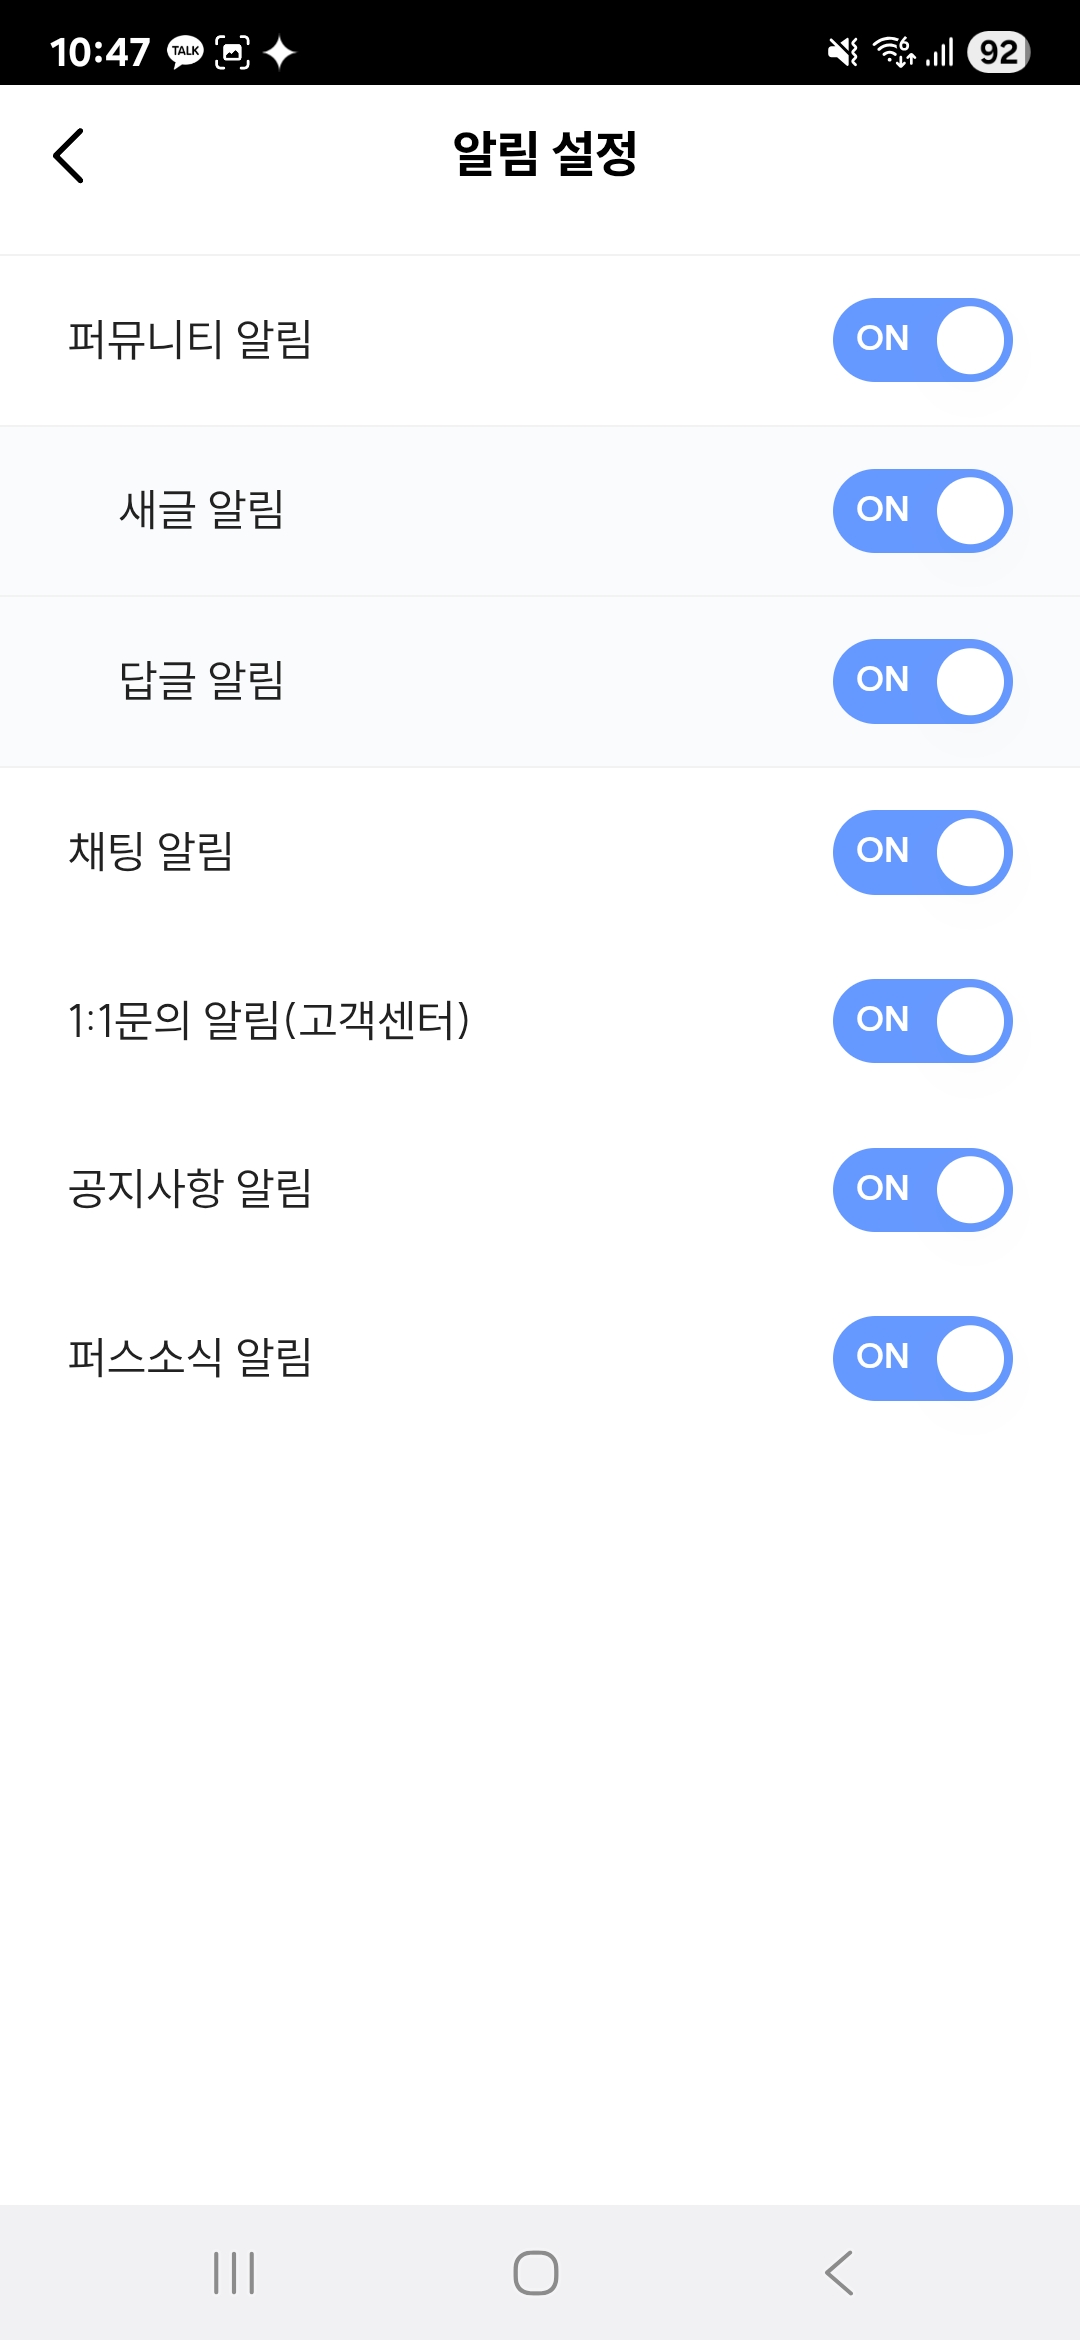 10:47 TALK 6 92
알림 설정
퍼뮤니티 알림 ON
새글 알림 ON
답글 알림 ON
채팅 알림 ON
1:1문의 알림(고객센터) ON
공지사항 알림 ON
퍼스소식 알림 ON